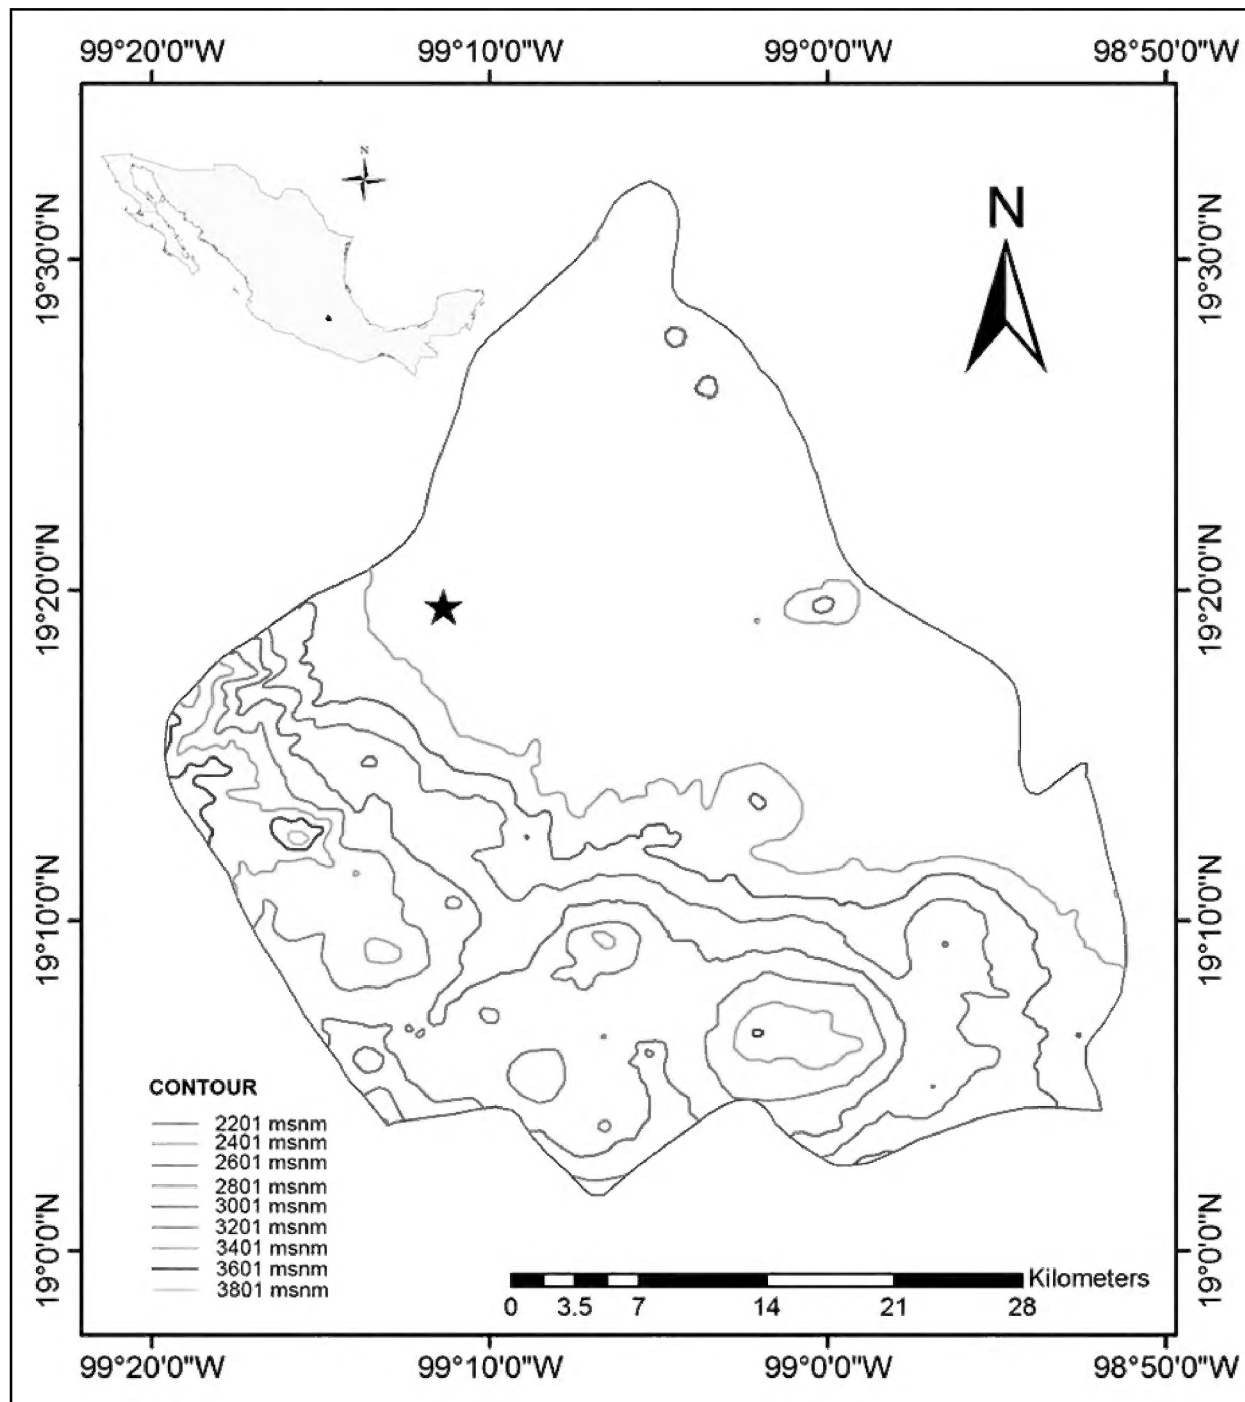 99°20'0"W 99°10'0"W 99°0'0"W 98°50'0"W
N
N
19°30'0"N 19°30'0"N
19°20'0"N 19°20'0"N
19°10'0"N 19°10'0"N
19°0'0"N 19°0'0"N
CONTOUR
2201 msnm
2401 msnm
2601 msnm
2801 msnm
3001 msnm
3201 msnm
3401 msnm
3601 msnm
3801 msnm
Kilometers
0 3.5 7 14 21 28
99°20'0"W 99°10'0"W 99°0'0"W 98°50'0"W